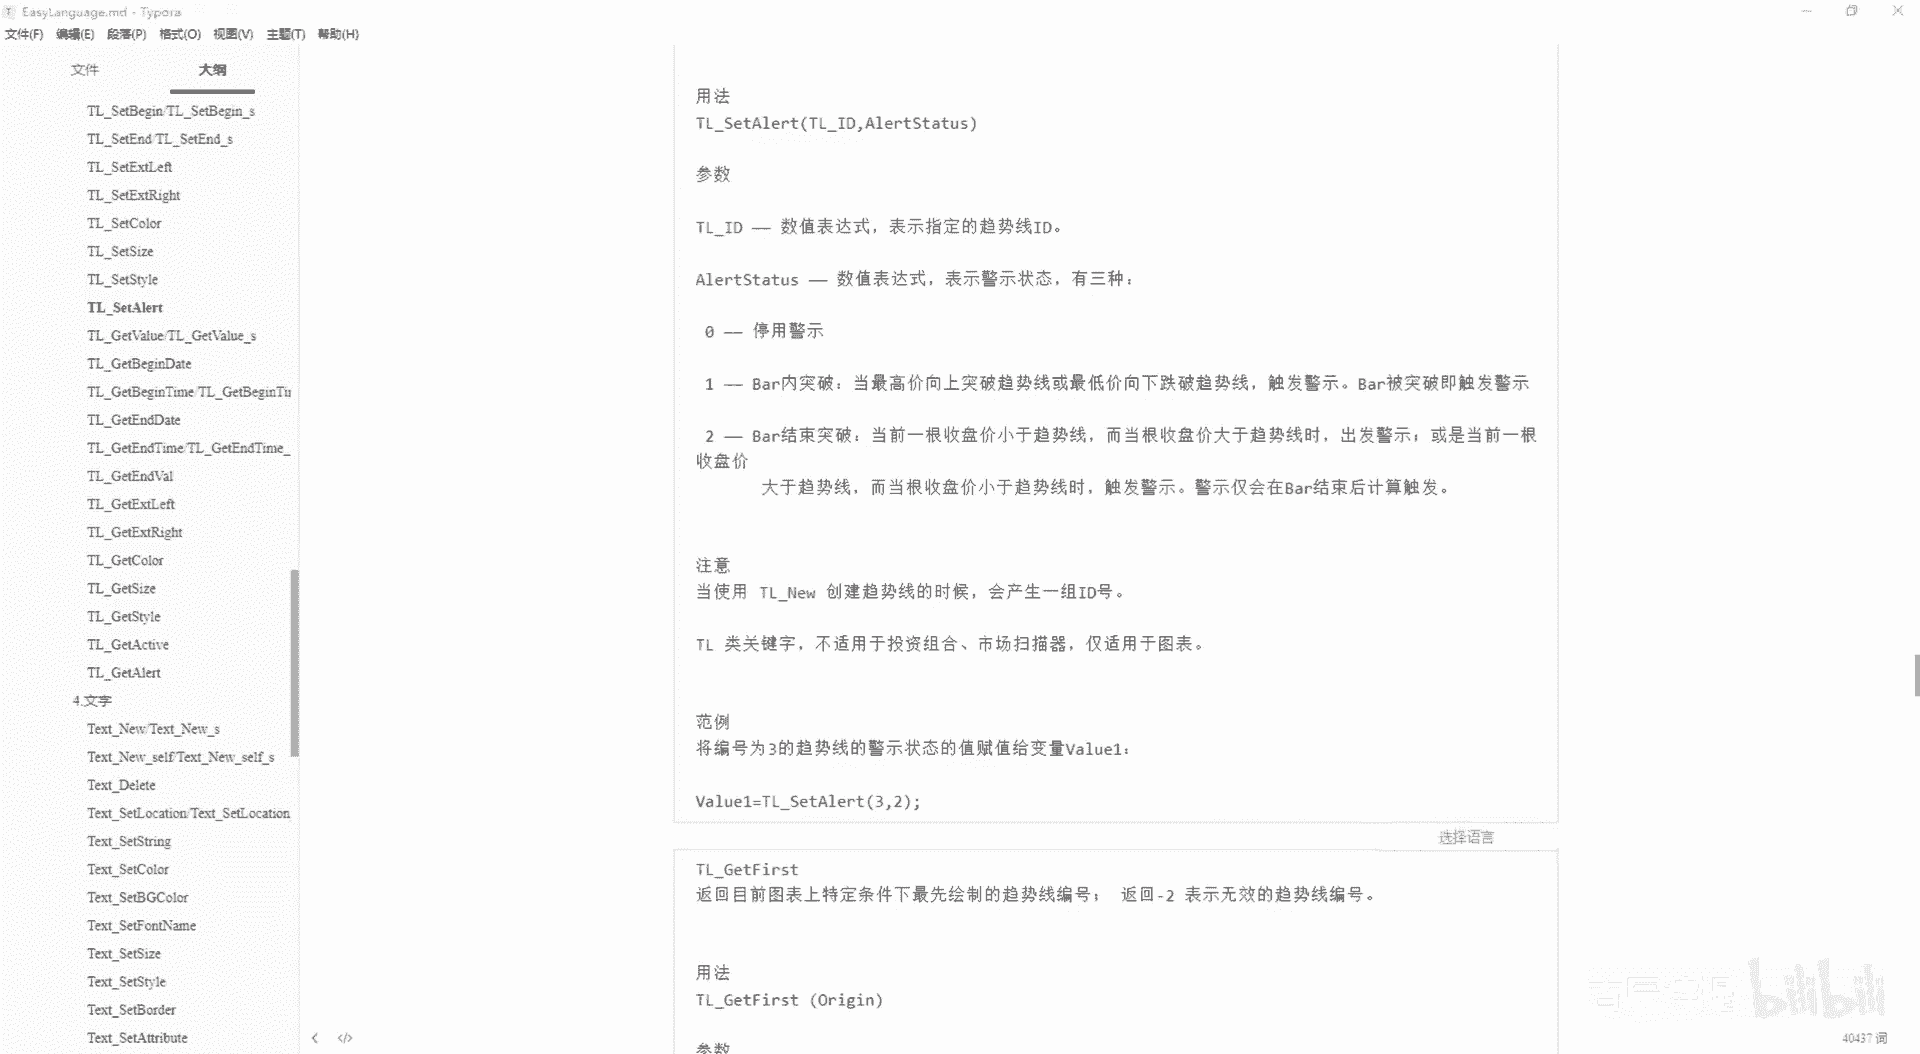 EasyLanguage.md - Typora
文件(F) 编辑(E) 段落(P) 格式(O) 视图(V) 主题(T) 帮助(H)
文件 大纲
TL_SetBegin/TL_SetBegin_s
TL_SetEnd/TL_SetEnd_s
TL_SetExtLeft
TL_SetExtRight
TL_SetColor
TL_SetSize
TL_SetStyle
TL_SetAlert
TL_GetValue/TL_GetValue_s
TL_GetBeginDate
TL_GetBeginTime/TL_GetBeginTu
TL_GetEndDate
TL_GetEndTime/TL_GetEndTime_
TL_GetEndVal
TL_GetExtLeft
TL_GetExtRight
TL_GetColor
TL_GetSize
TL_GetStyle
TL_GetActive
TL_GetAlert
4.文字
Text_New/Text_New_s
Text_New_self/Text_New_self_s
Text_Delete
Text_SetLocation/Text_SetLocation
Text_SetString
Text_SetColor
Text_SetBGColor
Text_SetFontName
Text_SetSize
Text_SetStyle
Text_SetBorder
Text_SetAttribute
用法
TL_SetAlert(TL_ID,AlertStatus)
参数
TL_ID —— 数值表达式，表示指定的趋势线ID。
AlertStatus —— 数值表达式，表示警示状态，有三种：
0 —— 停用警示
1 —— Bar内突破：当最高价向上突破趋势线或最低价向下跌破趋势线，触发警示。Bar被突破即触发警示
2 —— Bar结束突破：当前一根收盘价小于趋势线，而当根收盘价大于趋势线时，出发警示；或是当前一根
收盘价
大于趋势线，而当根收盘价小于趋势线时，触发警示。警示仅会在Bar结束后计算触发。
注意
当使用 TL_New 创建趋势线的时候，会产生一组ID号。
TL 类关键字，不适用于投资组合、市场扫描器，仅适用于图表。
范例
将编号为3的趋势线的警示状态的值赋值给变量Value1：
Value1=TL_SetAlert(3,2);
选择语言
TL_GetFirst
返回目前图表上特定条件下最先绘制的趋势线编号； 返回-2 表示无效的趋势线编号。
用法
TL_GetFirst (Origin)
参数
bilibili
40437 词